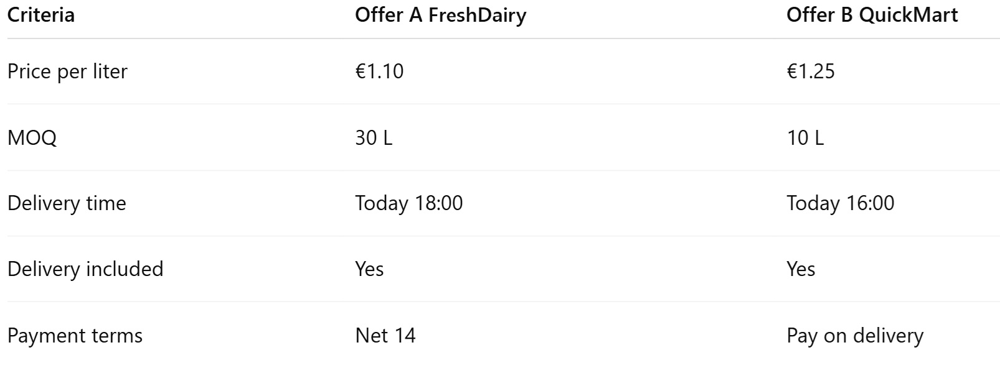 Criteria Offer A FreshDairy Offer B QuickMart
Price per liter €1.10 €1.25
MOQ 30 L 10 L
Delivery time Today 18:00 Today 16:00
Delivery included Yes Yes
Payment terms Net 14 Pay on delivery